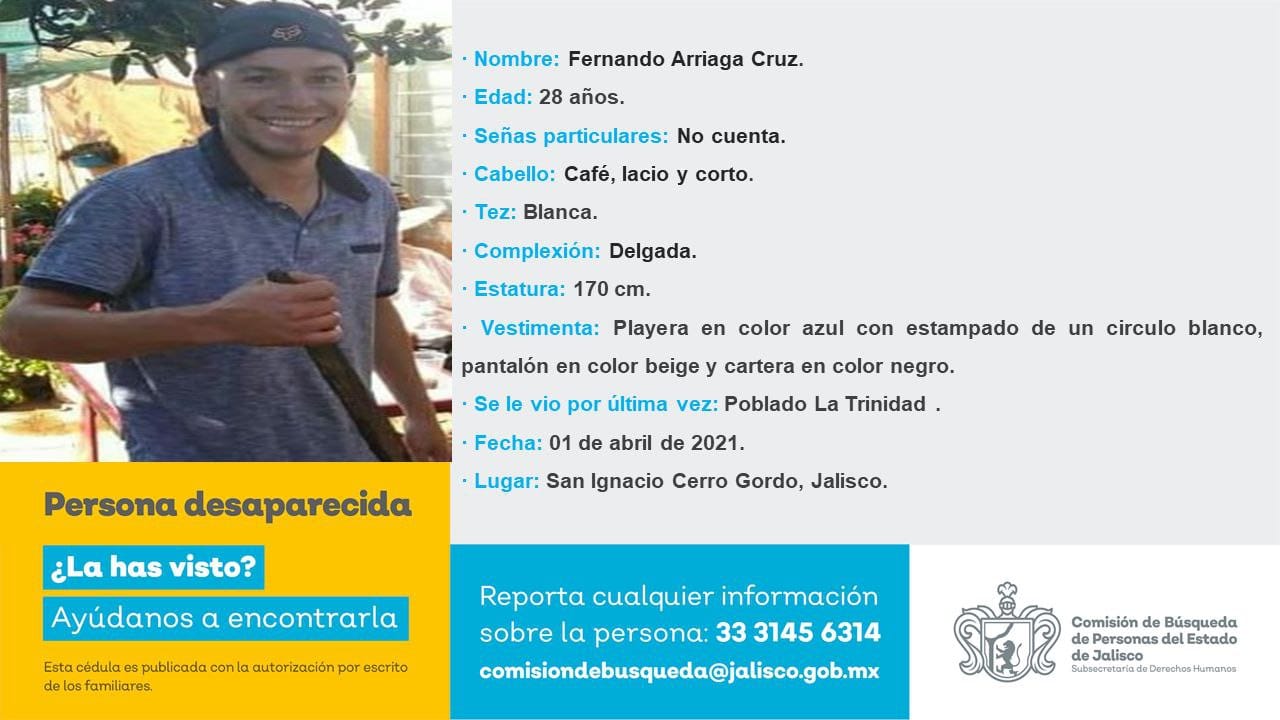 · Nombre: Fernando Arriaga Cruz.
· Edad: 28 años.
· Señas particulares: No cuenta.
· Cabello: Café, lacio y corto.
· Tez: Blanca.
· Complexión: Delgada.
· Estatura: 170 cm.
· Vestimenta: Playera en color azul con estampado de un circulo blanco,
pantalón en color beige y cartera en color negro.
· Se le vio por última vez: Poblado La Trinidad .
· Fecha: 01 de abril de 2021.
· Lugar: San Ignacio Cerro Gordo, Jalisco.
Persona desaparecida
¿La has visto?
Ayúdanos a encontrarla
Esta cédula es publicada con la autorización por escrito
de los familiares.
Reporta cualquier información
sobre la persona: 33 3145 6314
comisiondebusqueda@jalisco.gob.mx
Comisión de Búsqueda
de Personas del Estado
de Jalisco
Subsecretaría de Derechos Humanos